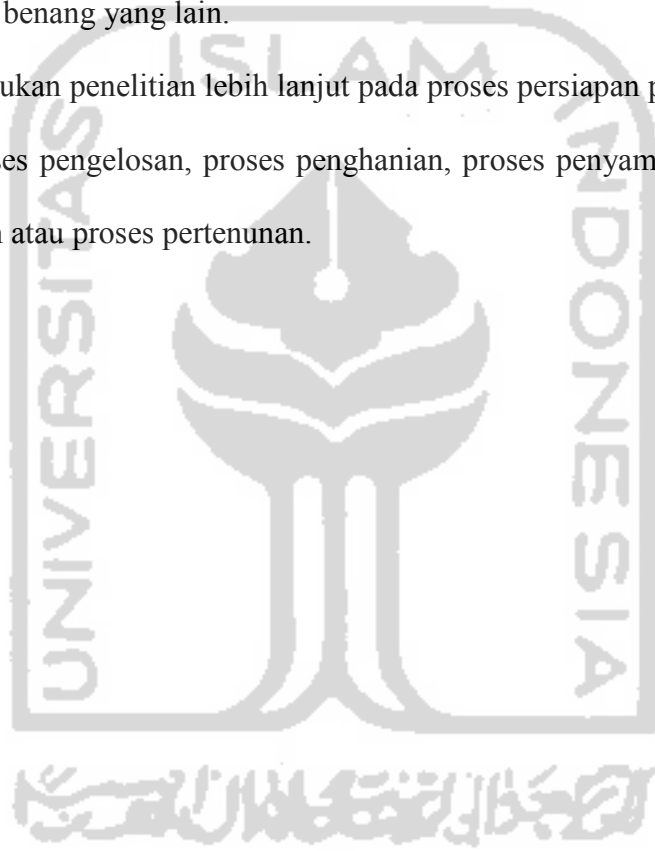 benang yang lain.
ukan penelitian lebih lanjut pada proses persiapan p
ses pengelosan, proses penghanian, proses penyam
atau proses pertenunan.
ISLAM
UNIVERSITAS
INDONESIA